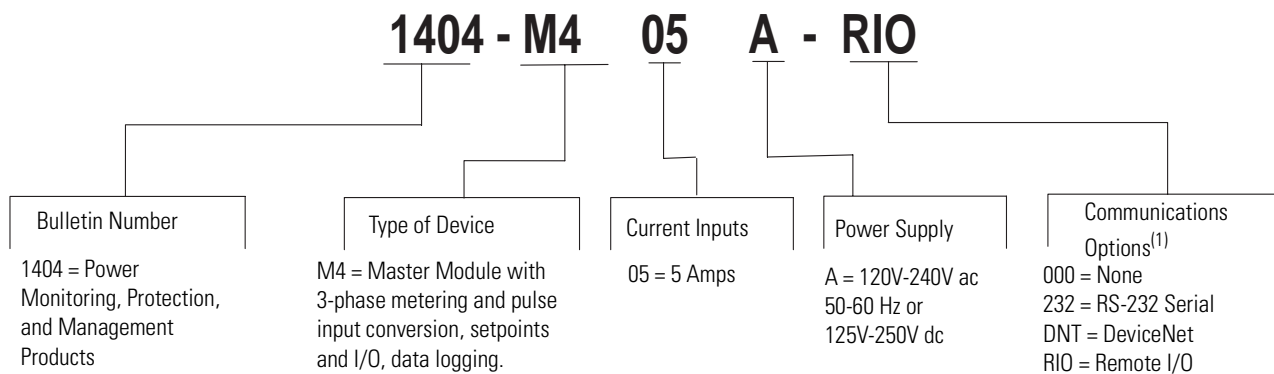 1404 - M4 05 A - RIO
Bulletin Number
1404 = Power
Monitoring, Protection,
and Management
Products
Type of Device
M4 = Master Module with
3-phase metering and pulse
input conversion, setpoints
and I/O, data logging.
Current Inputs
05 = 5 Amps
Power Supply
A = 120V-240V ac
50-60 Hz or
125V-250V dc
Communications
Options(1)
000 = None
232 = RS-232 Serial
DNT = DeviceNet
RIO = Remote I/O